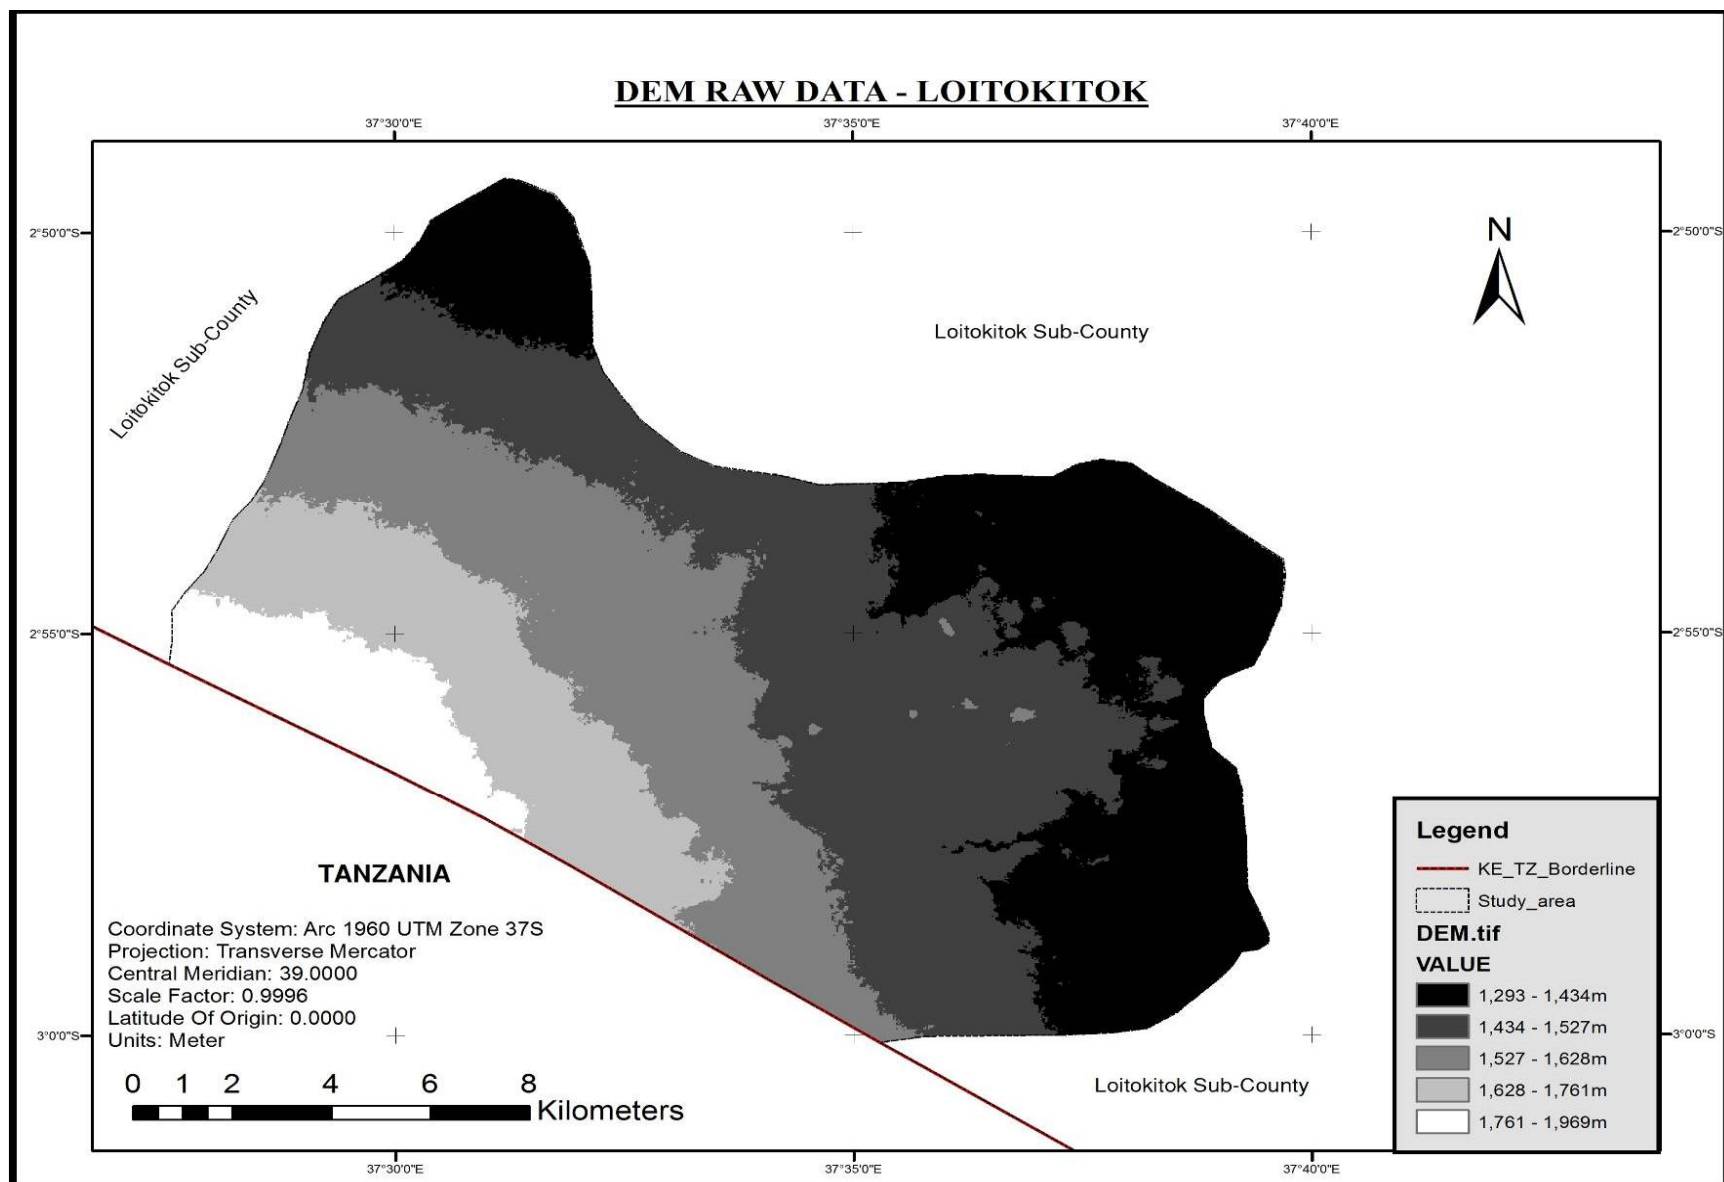 DEM RAW DATA - LOITOKITOK
37°30'0"E
37°35'0"E
37°40'0"E
2°50'0"S
2°50'0"S
N
Loitokitok Sub-County
Loitokitok Sub-County
2°55'0"S
2°55'0"S
TANZANIA
Coordinate System: Arc 1960 UTM Zone 37S
Projection: Transverse Mercator
Central Meridian: 39.0000
Scale Factor: 0.9996
Latitude Of Origin: 0.0000
Units: Meter
3°0'0"S
3°0'0"S
0 1 2 4 6 8
Kilometers
Loitokitok Sub-County
Legend
KE_TZ_Borderline
Study_area
DEM.tif
VALUE
1,293 - 1,434m
1,434 - 1,527m
1,527 - 1,628m
1,628 - 1,761m
1,761 - 1,969m
37°30'0"E
37°35'0"E
37°40'0"E